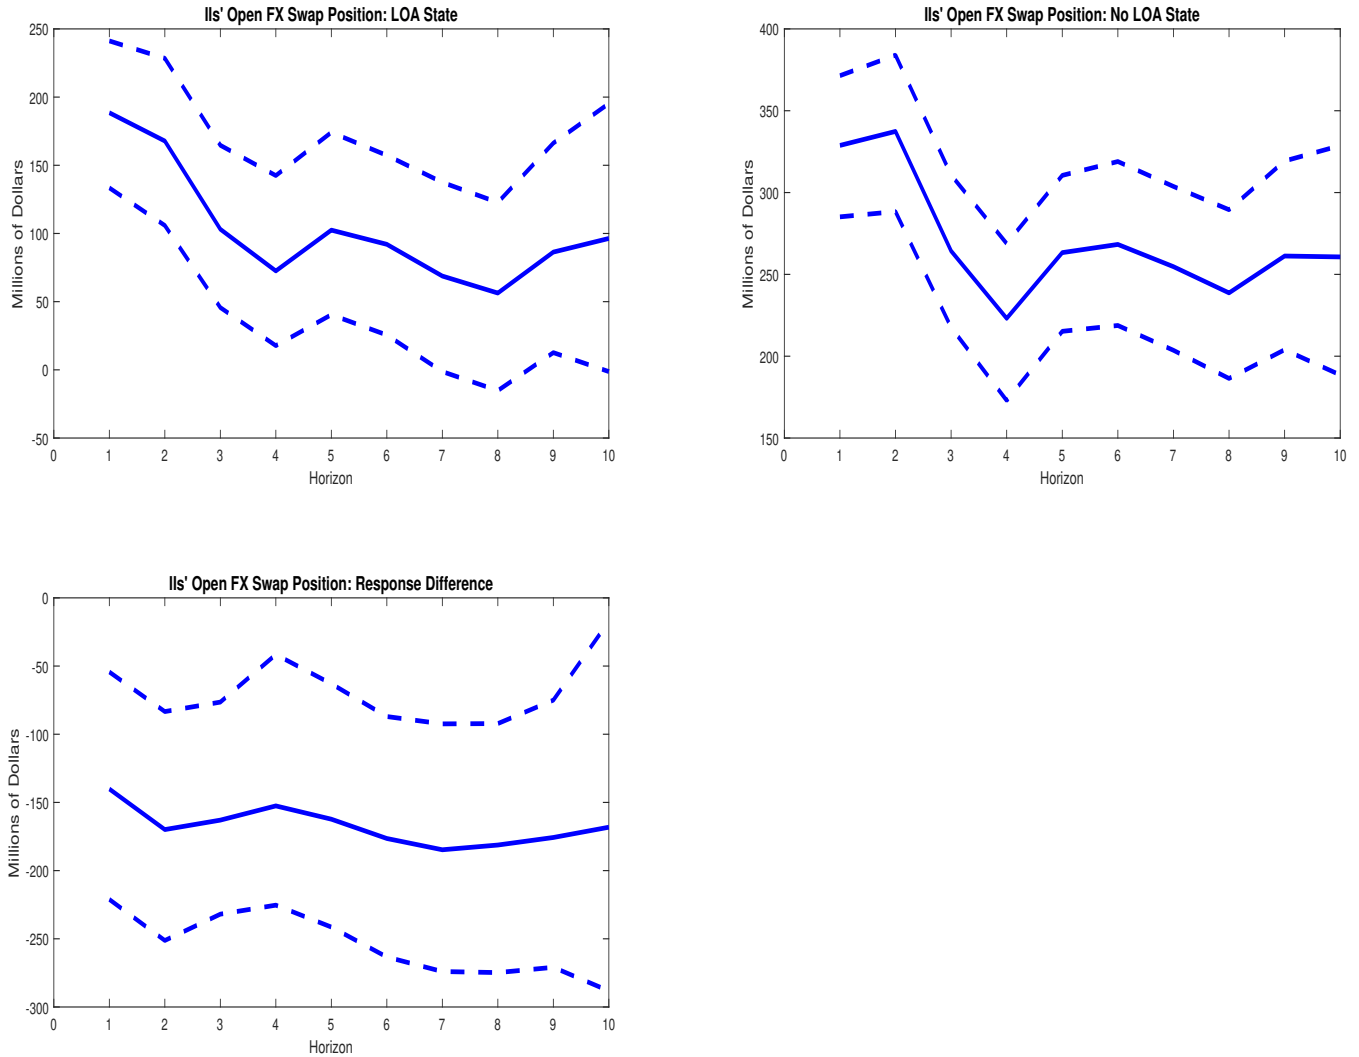 IIs' Open FX Swap Position: LOA State
250
200
150
100
50
0
-50
0 1 2 3 4 5 6 7 8 9 10
Millions of Dollars
Horizon
IIs' Open FX Swap Position: No LOA State
400
350
300
250
200
150
0 1 2 3 4 5 6 7 8 9 10
Millions of Dollars
Horizon
IIs' Open FX Swap Position: Response Difference
0
-50
-100
-150
-200
-250
-300
0 1 2 3 4 5 6 7 8 9 10
Millions of Dollars
Horizon